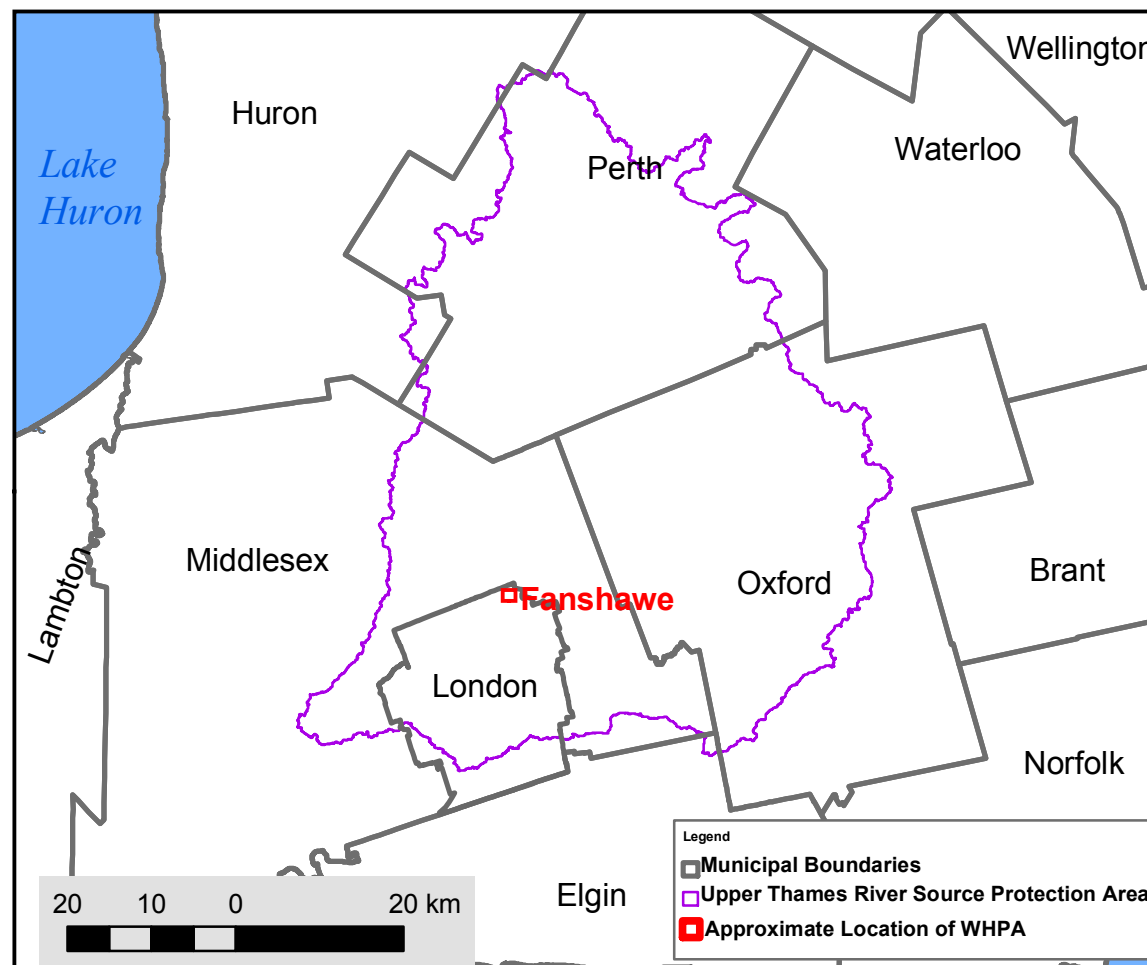 Wellington
Huron
Waterloo
Lake
Huron
Perth
Middlesex
Lambton
Oxford
Brant
Fanshawe
London
Norfolk
Elgin
Legend
Municipal Boundaries
Upper Thames River Source Protection Area
Approximate Location of WHPA
20 10 0 20 km